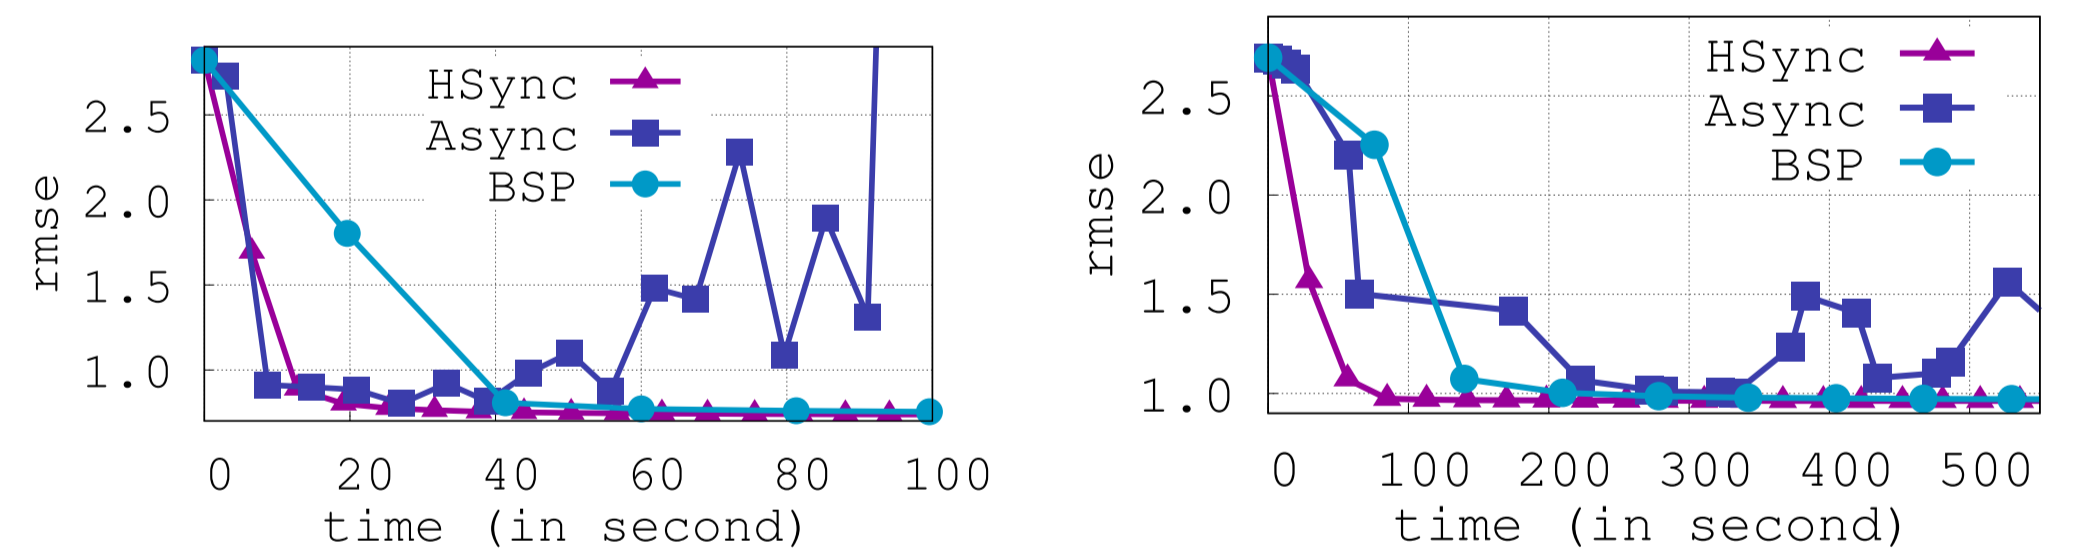 HSync
Async
BSP
2.5
2.0
1.5
1.0
rmse
0 20 40 60 80 100
time (in second)
HSync
Async
BSP
2.5
2.0
1.5
1.0
rmse
0 100 200 300 400 500
time (in second)